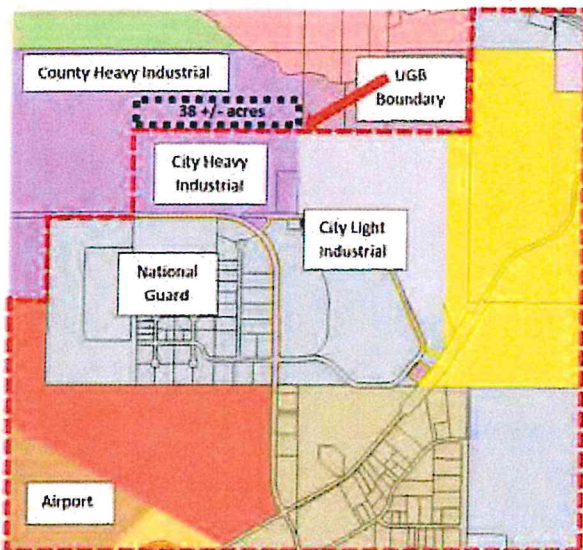 County Heavy Industrial
UGB
Boundary
38 +/- acres
City Heavy
Industrial
City Light
Industrial
National
Guard
Airport